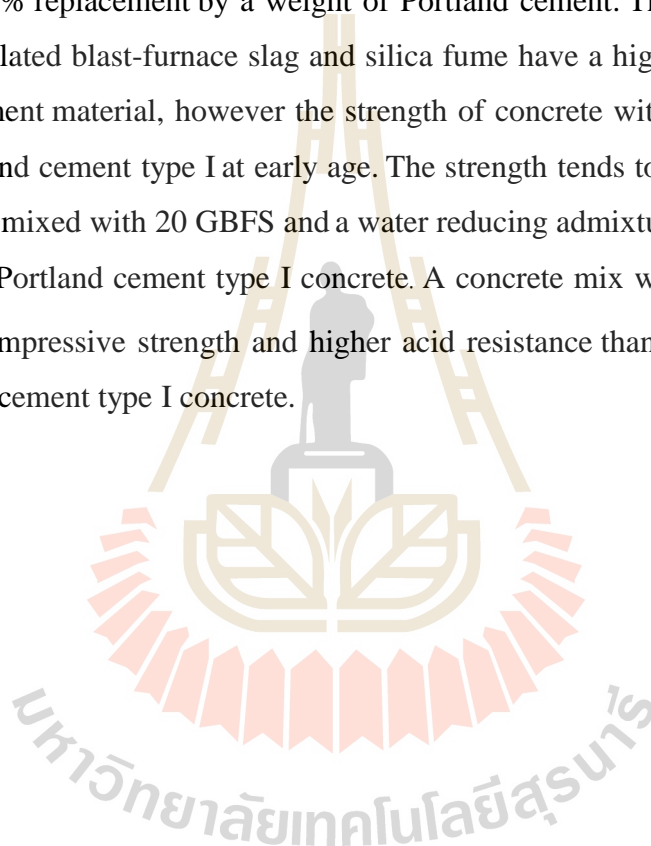 % replacement by a weight of Portland cement.
lated blast-furnace slag and silica fume have a hig
ment material, however the strength of concrete wit
nd cement type I at early age. The strength tends to
mixed with 20 GBFS and a water reducing admixtu
Portland cement type I concrete. A concrete mix w
mpressive strength and higher acid resistance than
cement type I concrete.
มหาวิทยาลัยเทคโนโลยีสุรนารี